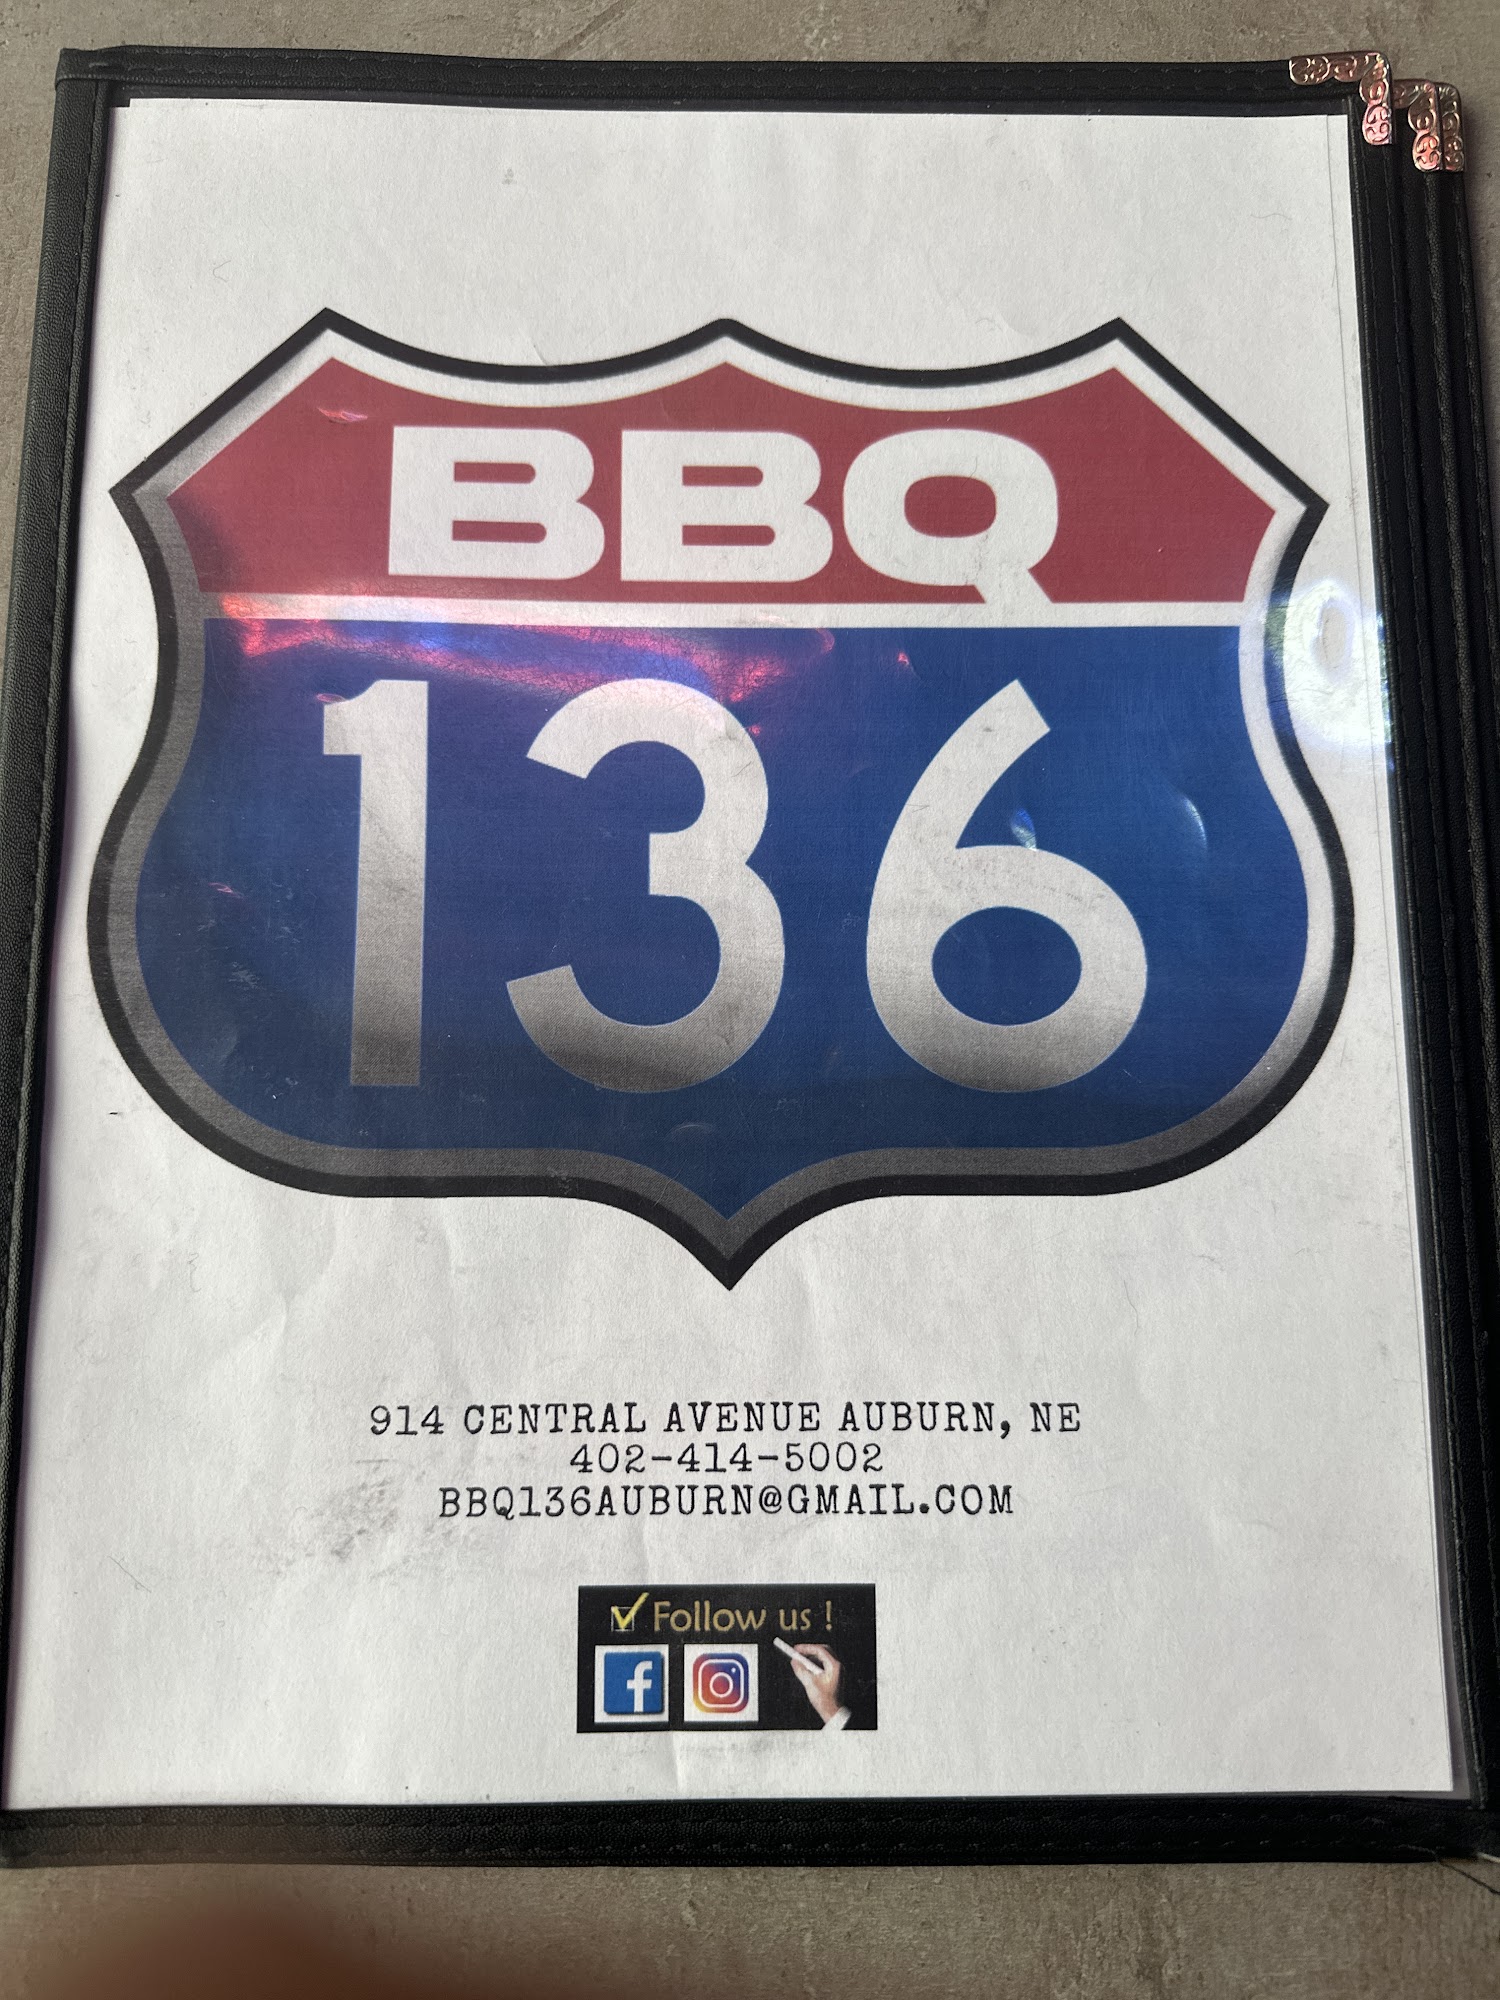 BBQ
136
914 CENTRAL AVENUE AUBURN, NE
402-414-5002
BBQ136AUBURN@GMAIL.COM
Follow us !
f